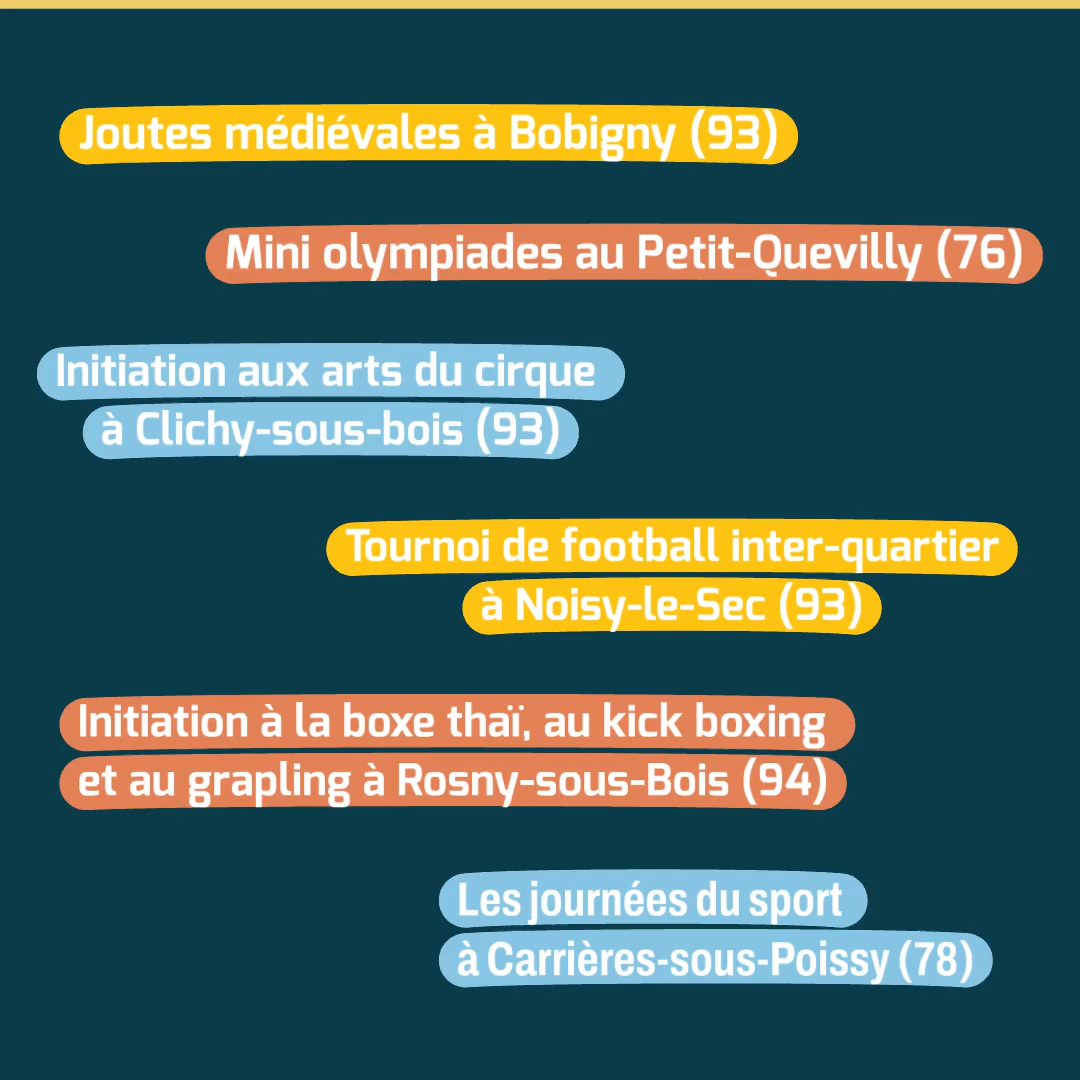 Joutes médiévales à Bobigny (93)
Mini olympiades au Petit-Quevilly (76)
Initiation aux arts du cirque
à Clichy-sous-bois (93)
Tournoi de football inter-quartier
à Noisy-le-Sec (93)
Initiation à la boxe thaï, au kick boxing
et au grapling à Rosny-sous-Bois (94)
Les journées du sport
à Carrières-sous-Poissy (78)